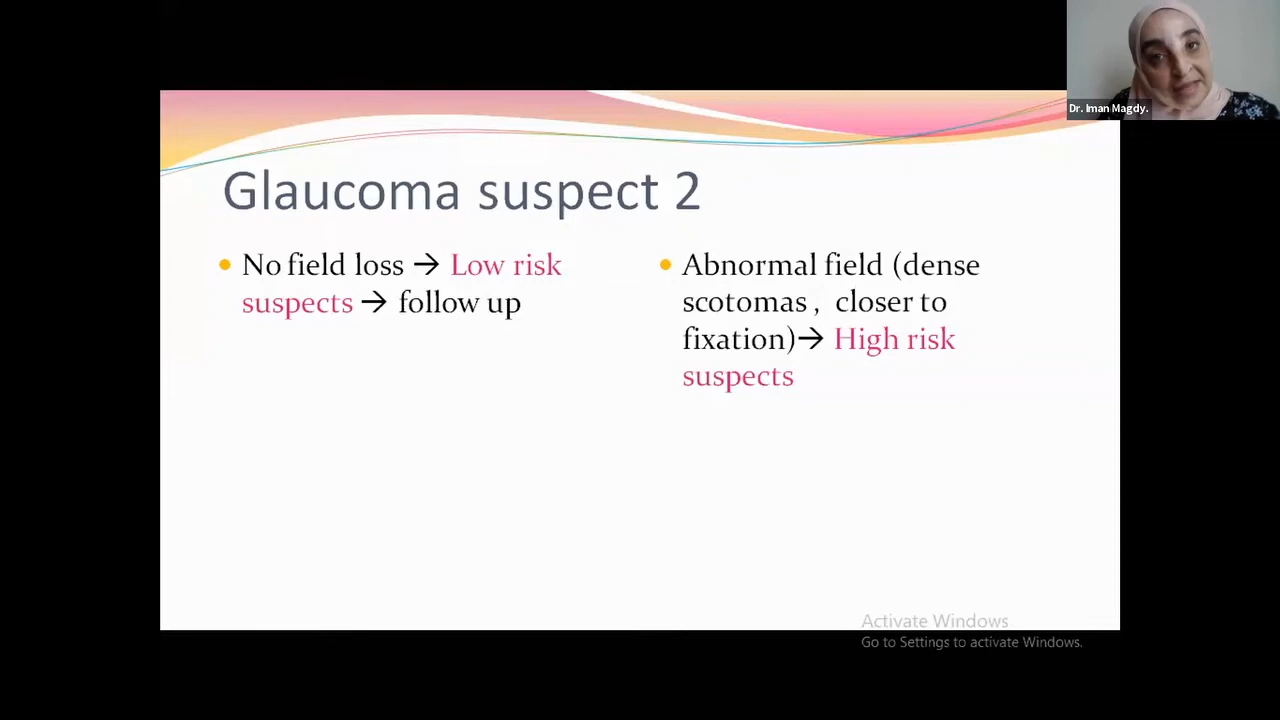 Dr. Iman Magdy.
Glaucoma suspect 2
No field loss → Low risk
suspects → follow up
Abnormal field (dense
scotomas , closer to
fixation)→ High risk
suspects
Activate Windows
Go to Settings to activate Windows.